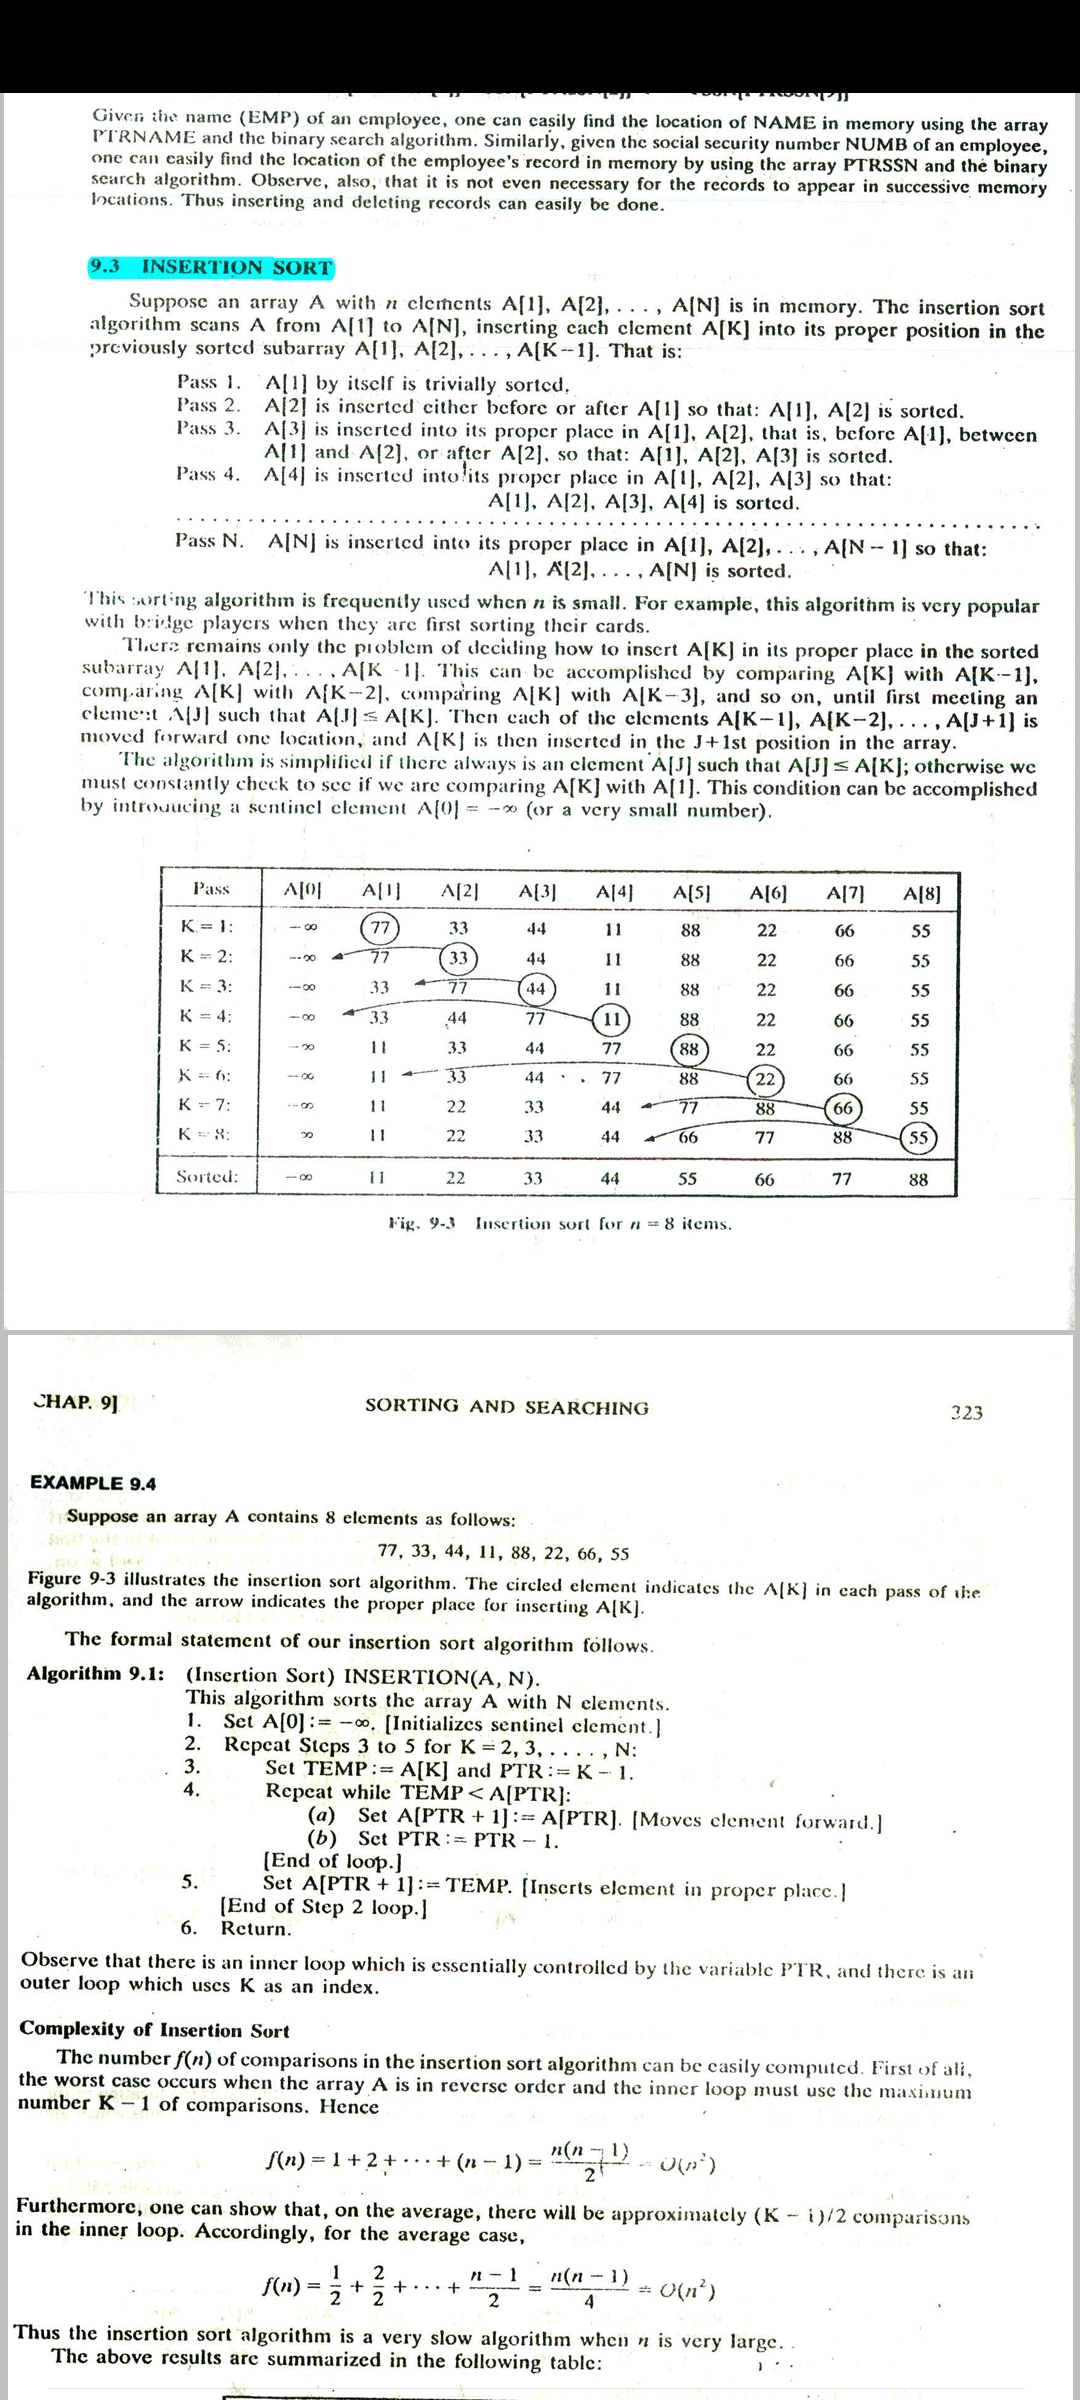 Given the name (EMP) of an employee, one can easily find the location of NAME in memory using the array
PTRNAME and the binary search algorithm. Similarly, given the social security number NUMB of an employee,
one can easily find the location of the employee's record in memory by using the array PTRSSN and the binary
search algorithm. Observe, also, that it is not even necessary for the records to appear in successive memory
locations. Thus inserting and deleting records can easily be done.
9.3 INSERTION SORT
Suppose an array A with n elements A[1], A[2], . . . , A[N] is in memory. The insertion sort
algorithm scans A from A[1] to A[N], inserting each element A[K] into its proper position in the
previously sorted subarray A[1], A[2], . . . , A[K−1]. That is:
Pass 1. A[1] by itself is trivially sorted.
Pass 2. A[2] is inserted either before or after A[1] so that: A[1], A[2] is sorted.
Pass 3. A[3] is inserted into its proper place in A[1], A[2], that is, before A[1], between
A[1] and A[2], or after A[2], so that: A[1], A[2], A[3] is sorted.
Pass 4. A[4] is inserted into its proper place in A[1], A[2], A[3] so that:
A[1], A[2], A[3], A[4] is sorted.
Pass N. A[N] is inserted into its proper place in A[1], A[2], . . . , A[N − 1] so that:
A[1], A[2], . . . , A[N] is sorted.
This sorting algorithm is frequently used when n is small. For example, this algorithm is very popular
with bridge players when they are first sorting their cards.
There remains only the problem of deciding how to insert A[K] in its proper place in the sorted
subarray A[1], A[2], . . . , A[K −1]. This can be accomplished by comparing A[K] with A[K−1],
comparing A[K] with A[K−2], comparing A[K] with A[K−3], and so on, until first meeting an
element A[J] such that A[J] ≤ A[K]. Then each of the elements A[K−1], A[K−2], . . . , A[J+1] is
moved forward one location, and A[K] is then inserted in the J+1st position in the array.
The algorithm is simplified if there always is an element A[J] such that A[J] ≤ A[K]; otherwise we
must constantly check to see if we are comparing A[K] with A[1]. This condition can be accomplished
by introducing a sentinel element A[0] = −∞ (or a very small number).
Pass A[0] A[1] A[2] A[3] A[4] A[5] A[6] A[7] A[8]
K = 1: −∞ 77 33 44 11 88 22 66 55
K = 2: −∞ 77 33 44 11 88 22 66 55
K = 3: −∞ 33 77 44 11 88 22 66 55
K = 4: −∞ 33 44 77 11 88 22 66 55
K = 5: −∞ 11 33 44 77 88 22 66 55
K = 6: −∞ 11 33 44 77 88 22 66 55
K = 7: −∞ 11 22 33 44 77 88 66 55
K = 8: ∞ 11 22 33 44 66 77 88 55
Sorted: −∞ 11 22 33 44 55 66 77 88
Fig. 9-3 Insertion sort for n = 8 items.
CHAP. 9] SORTING AND SEARCHING 323
EXAMPLE 9.4
Suppose an array A contains 8 elements as follows:
77, 33, 44, 11, 88, 22, 66, 55
Figure 9-3 illustrates the insertion sort algorithm. The circled element indicates the A[K] in each pass of the
algorithm, and the arrow indicates the proper place for inserting A[K].
The formal statement of our insertion sort algorithm follows.
Algorithm 9.1: (Insertion Sort) INSERTION(A, N).
This algorithm sorts the array A with N elements.
1. Set A[0] := −∞. [Initializes sentinel element.]
2. Repeat Steps 3 to 5 for K = 2, 3, . . . . , N:
3. Set TEMP := A[K] and PTR := K − 1.
4. Repeat while TEMP < A[PTR]:
(a) Set A[PTR + 1] := A[PTR]. [Moves element forward.]
(b) Set PTR := PTR − 1.
[End of loop.]
5. Set A[PTR + 1] := TEMP. [Inserts element in proper place.]
[End of Step 2 loop.]
6. Return.
Observe that there is an inner loop which is essentially controlled by the variable PTR, and there is an
outer loop which uses K as an index.
Complexity of Insertion Sort
The number f(n) of comparisons in the insertion sort algorithm can be easily computed. First of all,
the worst case occurs when the array A is in reverse order and the inner loop must use the maximum
number K − 1 of comparisons. Hence
f(n) = 1 + 2 + · · · + (n − 1) = n(n − 1)/2 = O(n²)
Furthermore, one can show that, on the average, there will be approximately (K − 1)/2 comparisons
in the inner loop. Accordingly, for the average case,
f(n) = 1/2 + 2/2 + · · · + (n − 1)/2 = n(n − 1)/4 = O(n²)
Thus the insertion sort algorithm is a very slow algorithm when n is very large.
The above results are summarized in the following table: